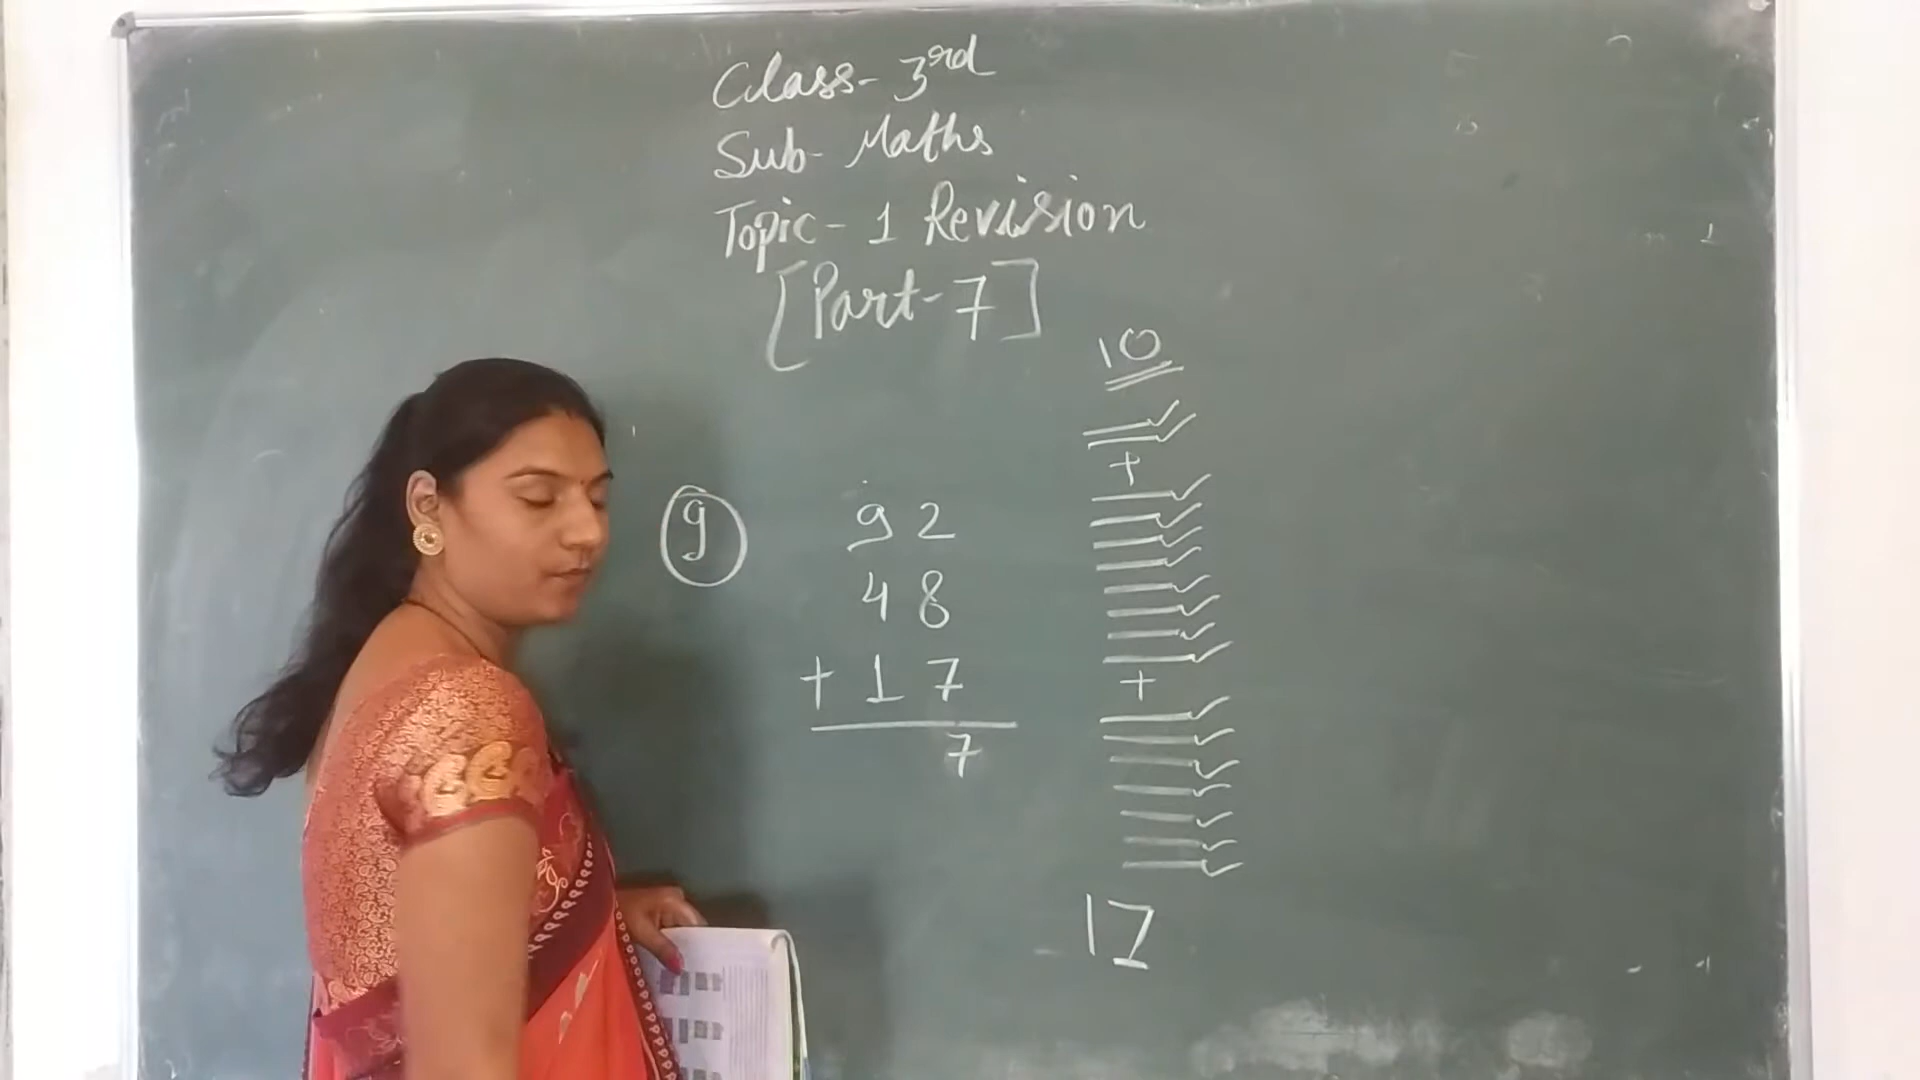 Class- 3rd
Sub- Maths
Topic- 1 Revision
[Part-7]
10
+
9 92
48
+ 17
7
+
17